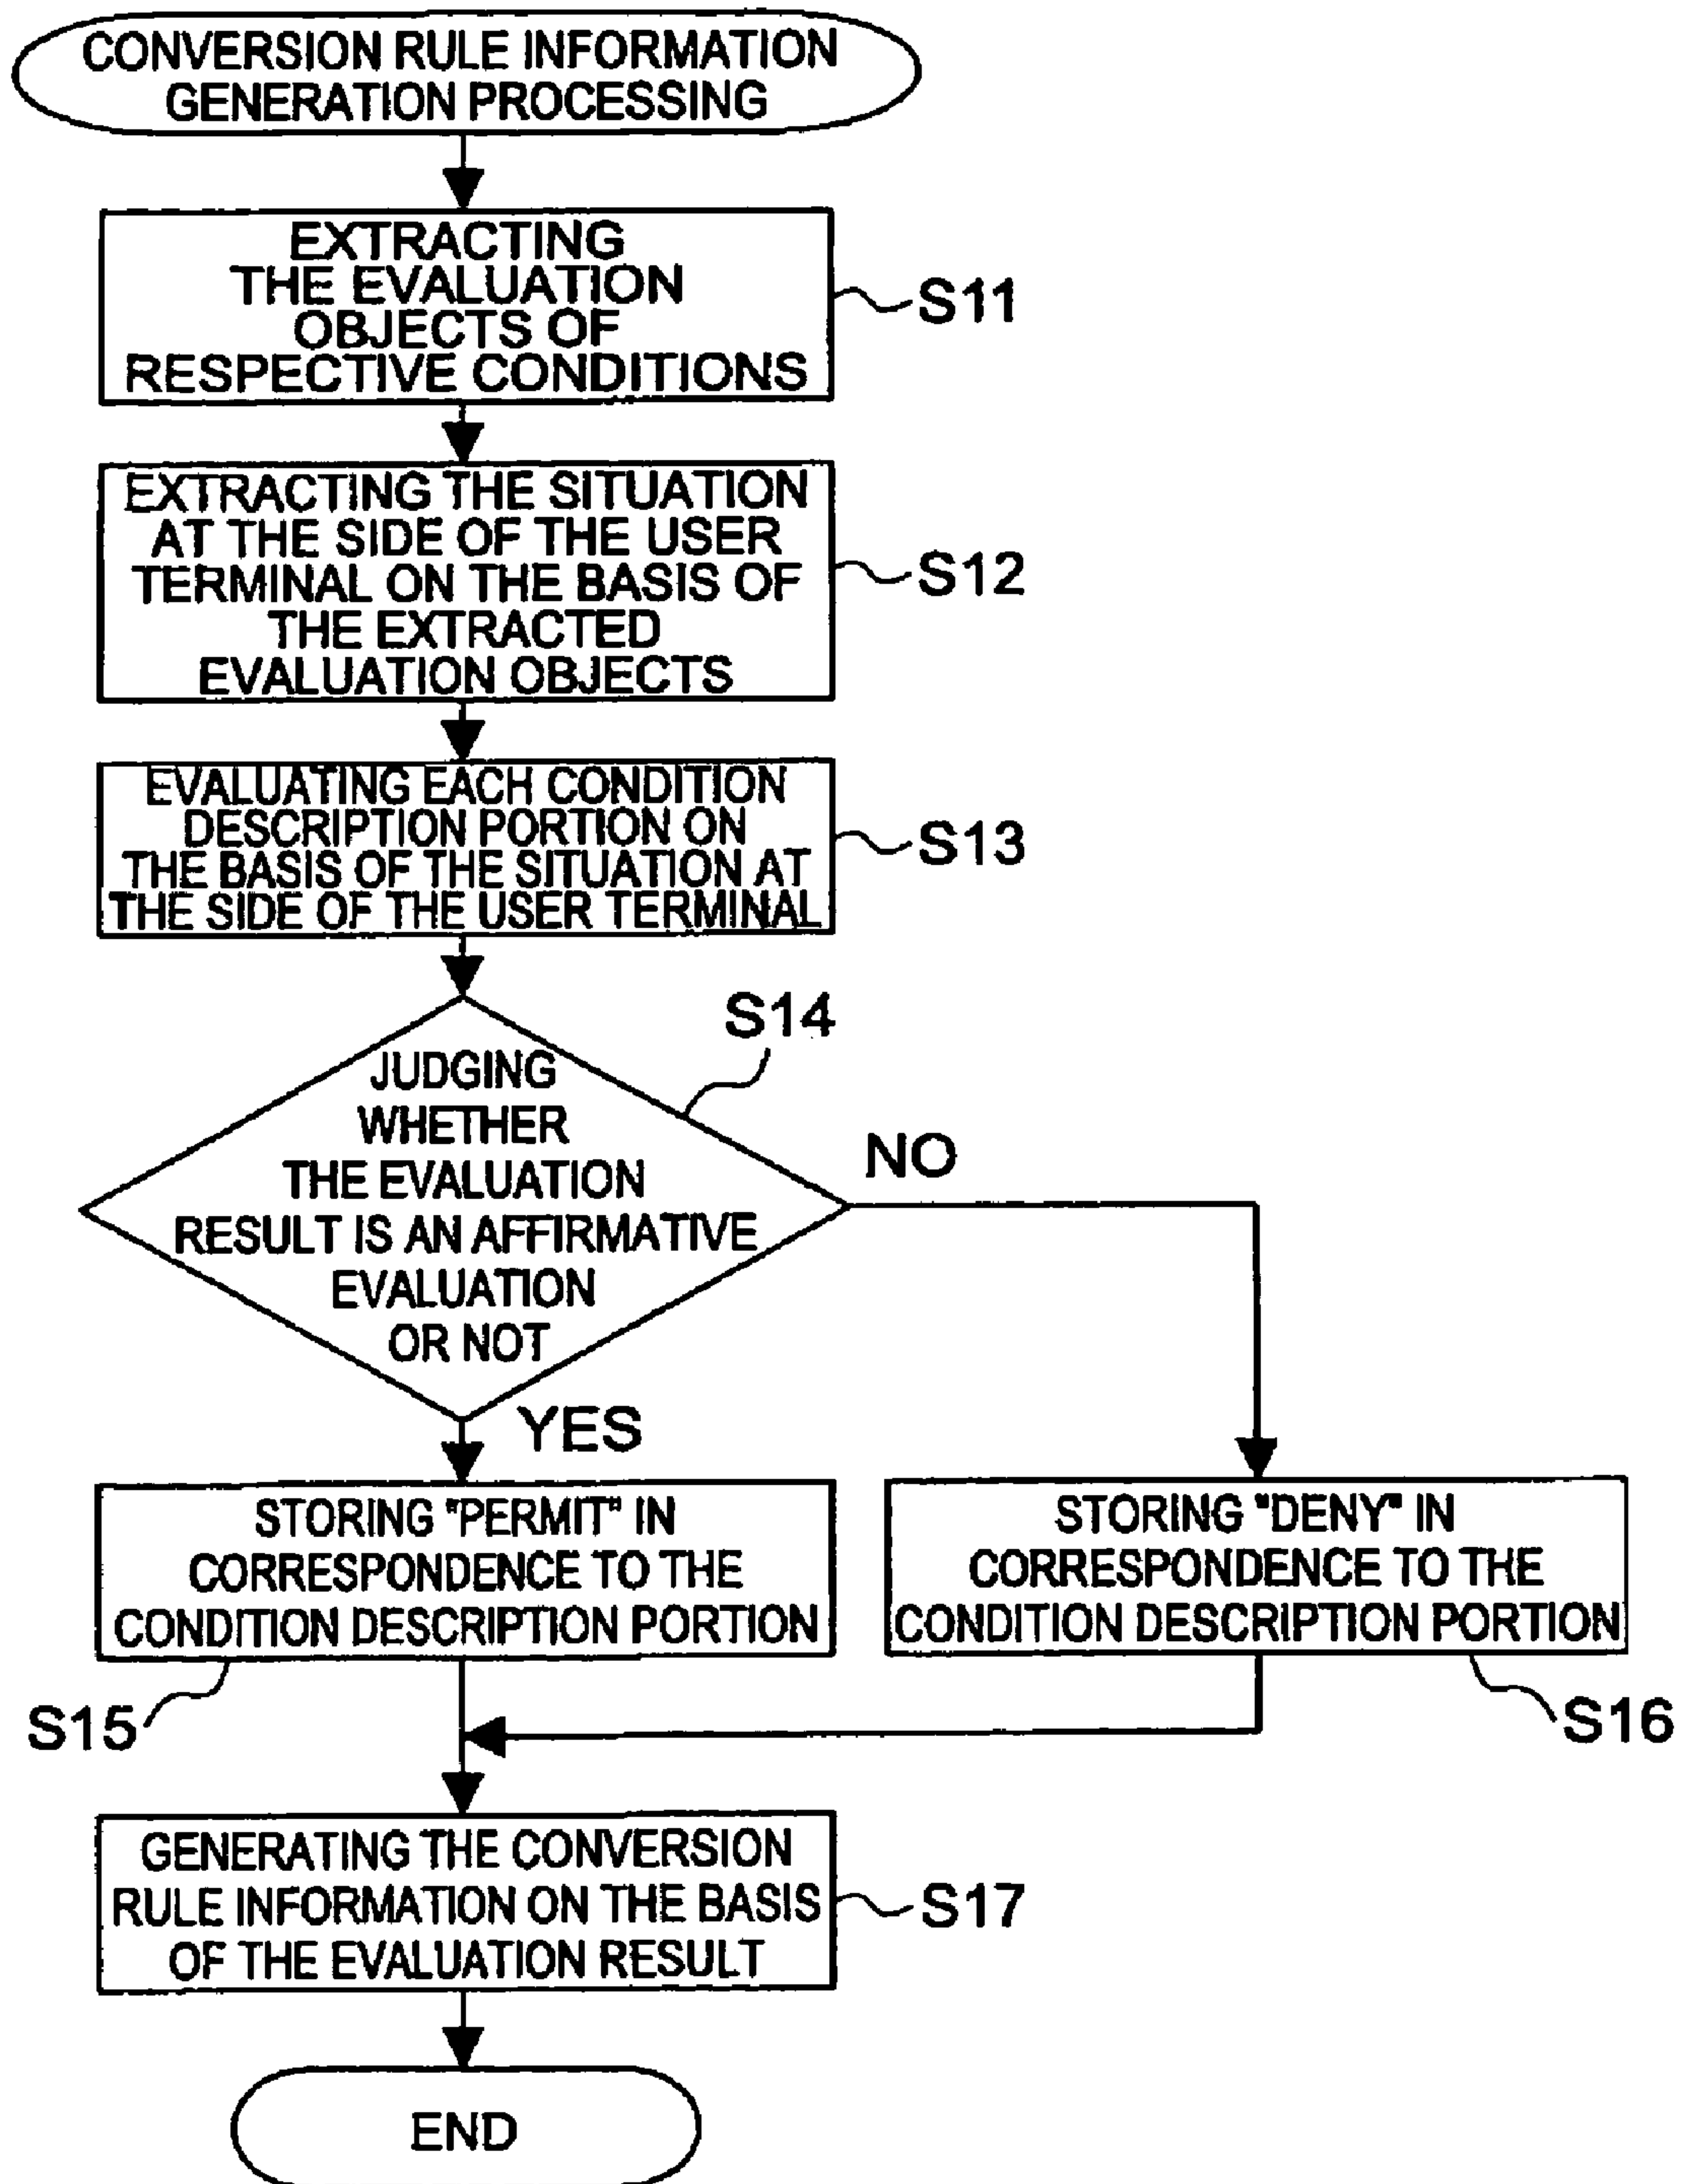 CONVERSION RULE INFORMATION
GENERATION PROCESSING
EXTRACTING
THE EVALUATION
OBJECTS OF
RESPECTIVE CONDITIONS
S11
EXTRACTING THE SITUATION
AT THE SIDE OF THE USER
TERMINAL ON THE BASIS OF
THE EXTRACTED
EVALUATION OBJECTS
S12
EVALUATING EACH CONDITION
DESCRIPTION PORTION ON
THE BASIS OF THE SITUATION AT
THE SIDE OF THE USER TERMINAL
S13
S14
JUDGING
WHETHER
THE EVALUATION
RESULT IS AN AFFIRMATIVE
EVALUATION
OR NOT
NO
YES
STORING "PERMIT" IN
CORRESPONDENCE TO THE
CONDITION DESCRIPTION PORTION
S15
STORING "DENY" IN
CORRESPONDENCE TO THE
CONDITION DESCRIPTION PORTION
S16
GENERATING THE CONVERSION
RULE INFORMATION ON THE BASIS
OF THE EVALUATION RESULT
S17
END